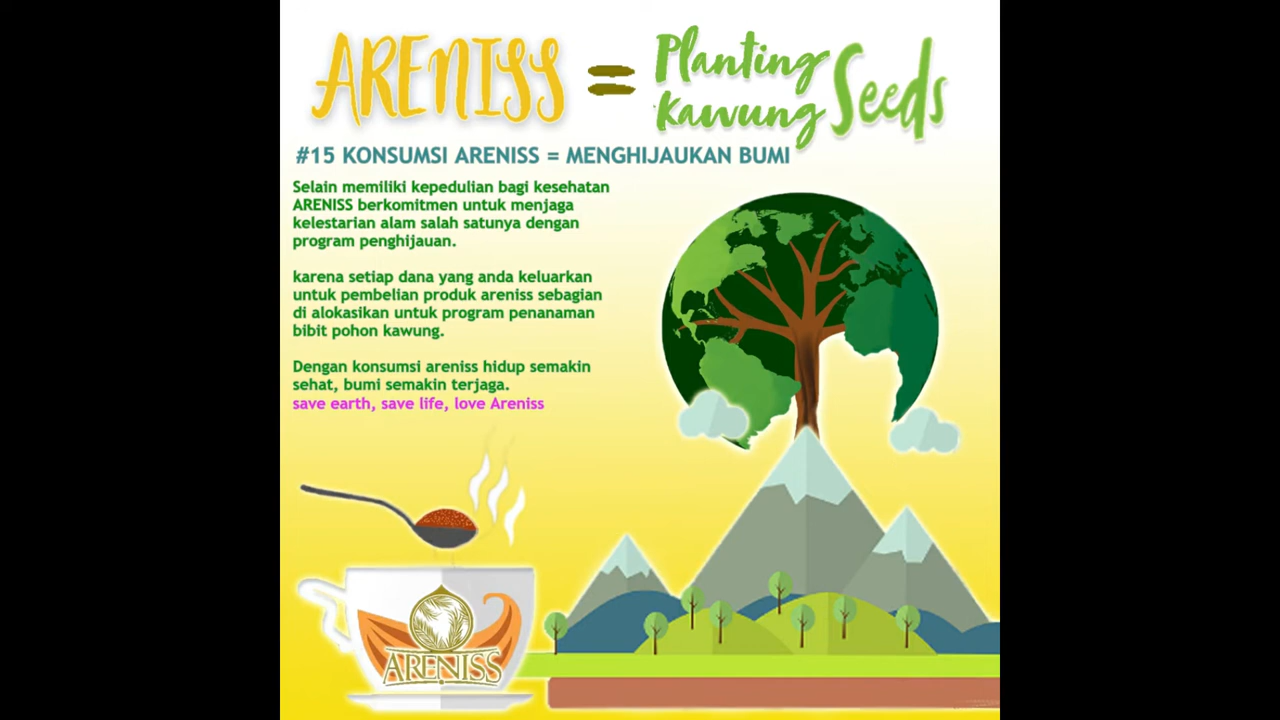 ARENISS = Planting Kawung Seeds
#15 KONSUMSI ARENISS = MENGHIJAUKAN BUMI
Selain memiliki kepedulian bagi kesehatan
ARENISS berkomitmen untuk menjaga
kelestarian alam salah satunya dengan
program penghijauan.
karena setiap dana yang anda keluarkan
untuk pembelian produk areniss sebagian
di alokasikan untuk program penanaman
bibit pohon kawung.
Dengan konsumsi areniss hidup semakin
sehat, bumi semakin terjaga.
save earth, save life, love Areniss
ARENISS